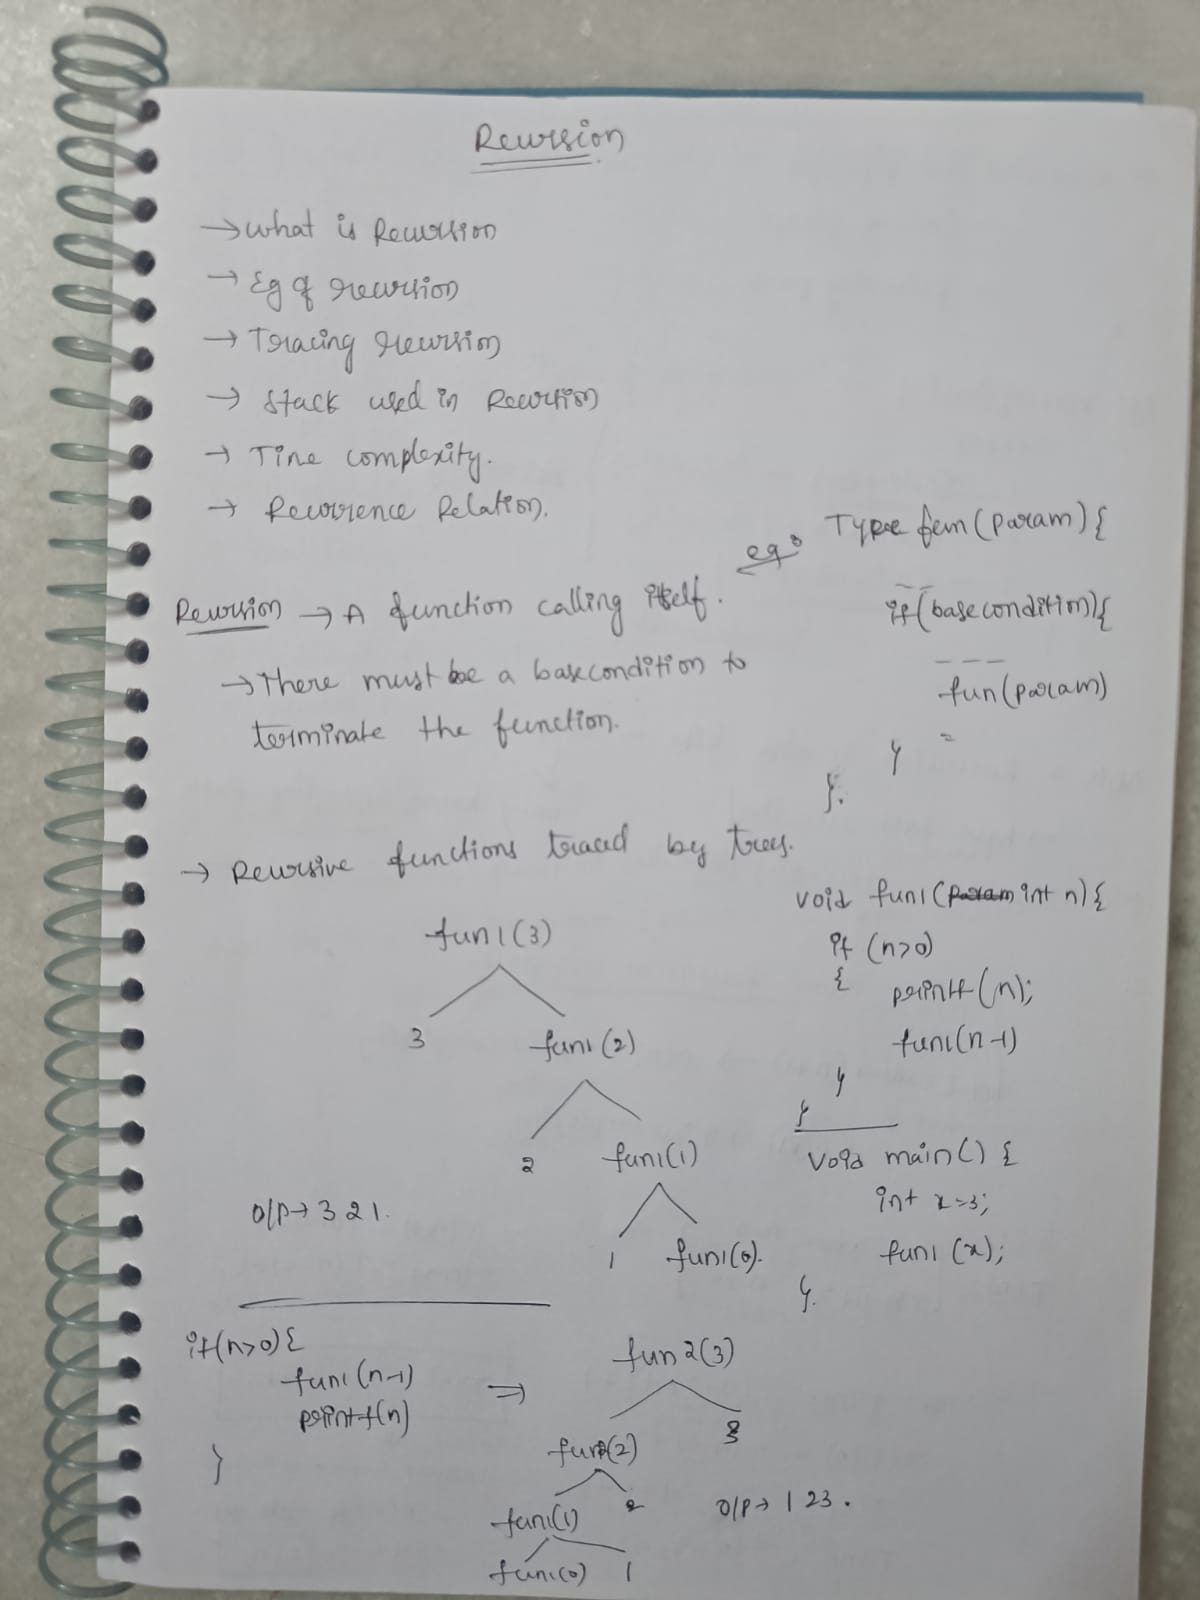 Recursion
→ What is Recursion
→ Eg of recursion
→ Tracing recursion
→ Stack used in Recursion
→ Time complexity.
→ Recurrence Relation.
Recursion → A function calling itself.
→ There must be a basecondition to
terminate the function.
eg:
Type fun(param){
if(basecondition){
fun(param)
}
}.
→ Recursive functions traced by trees.
fun1(3)
3 fun1(2)
2 fun1(1)
1 fun1(0).
O/P→ 3 2 1.
void fun1(param int n){
if (n>0)
{ printf(n);
fun1(n-1)
}
}
void main() {
int x=3;
fun1(x);
}.
if(n>0){
fun1(n-1)
printf(n)
}
⇒
fun2(3)
fun2(2) 3
fun1(1) 2
fun1(0) 1
O/P→ 1 2 3.